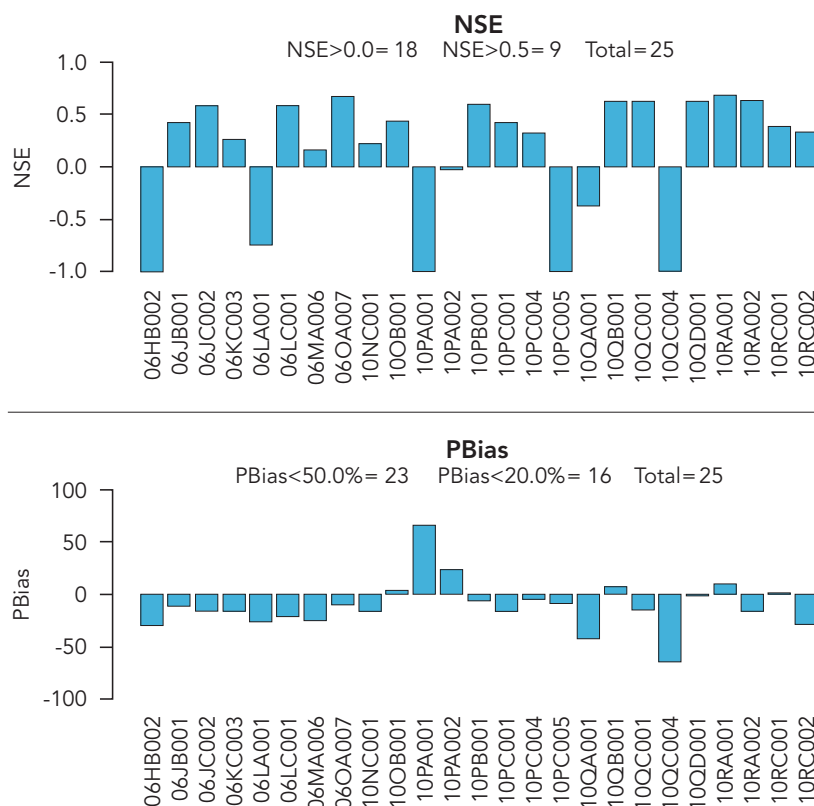 NSE
NSE>0.0= 18 NSE>0.5= 9 Total=25
1.0
0.5
0.0
-0.5
-1.0
NSE
06HB002
06JB001
06JC002
06KC003
06LA001
06LC001
06MA006
06OA007
10NC001
10OB001
10PA001
10PA002
10PB001
10PC001
10PC004
10PC005
10QA001
10QB001
10QC001
10QC004
10QD001
10RA001
10RA002
10RC001
10RC002
PBias
PBias<50.0%= 23 PBias<20.0%= 16 Total=25
100
50
0
-50
-100
PBias
06HB002
06JB001
06JC002
06KC003
06LA001
06LC001
06MA006
06OA007
10NC001
10OB001
10PA001
10PA002
10PB001
10PC001
10PC004
10PC005
10QA001
10QB001
10QC001
10QC004
10QD001
10RA001
10RA002
10RC001
10RC002